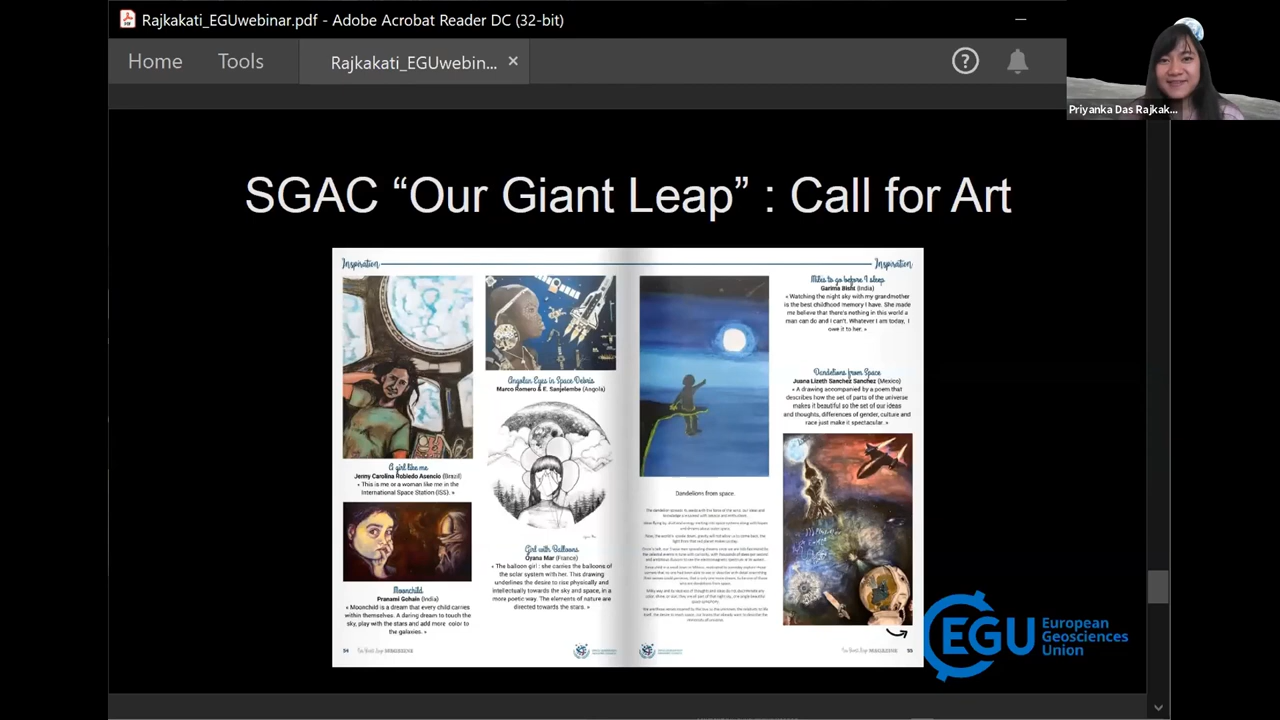 Rajkakati_EGUwebinar.pdf - Adobe Acrobat Reader DC (32-bit)
Home
Tools
Rajkakati_EGUwebin...
Priyanka Das Rajkak...
SGAC “Our Giant Leap” : Call for Art
Inspiration
A girl like me
Jenny Carolina Robledo Asencio (Brazil)
« This is me or a woman like me in the
International Space Station (ISS). »
Moonchild
Pranami Gohain (India)
« Moonchild is a dream that every child carries
within themselves. A daring dream to touch the
sky, play with the stars and add more color to
the galaxies. »
Angolan Eyes in Space Debris
Marco Romero & E. Sanjelembe (Angola)
Girl with Balloons
Oyana Mar (France)
« The balloon girl : she carries the balloons of
the solar system with her. This drawing
underlines the desire to rise physically and
intellectually towards the sky and space, in a
more poetic way. The elements of nature are
directed towards the stars. »
Inspiration
Dandelions from space.
Miles to go before I sleep
Garima Bisht (India)
« Watching the night sky with my grandmother
is the best childhood memory I have. She made
me believe that there's nothing in this world a
man can do and I can't. Whatever I am today, I
owe it to her. »
Dandelions from Space
Juana Lizeth Sanchez Sanchez (Mexico)
« A drawing accompanied by a poem that
describes how the set of parts of the universe
makes it beautiful so the set of our ideas
and thoughts, differences of gender, culture and
race just make it spectacular. »
EGU
European
Geosciences
Union